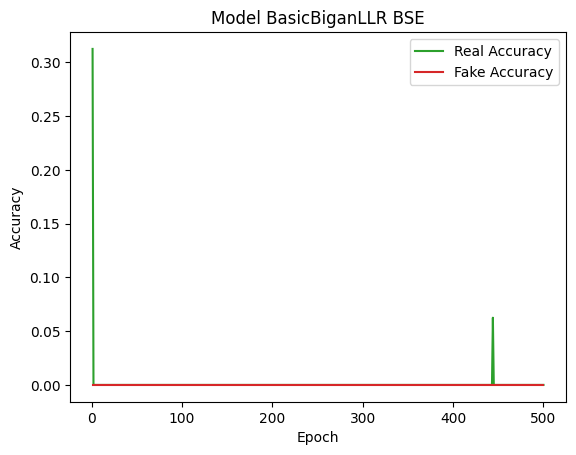 Model BasicBiganLLR BSE
Real Accuracy
Fake Accuracy
0.30
0.25
0.20
0.15
0.10
0.05
0.00
Accuracy
0
100
200
300
400
500
Epoch